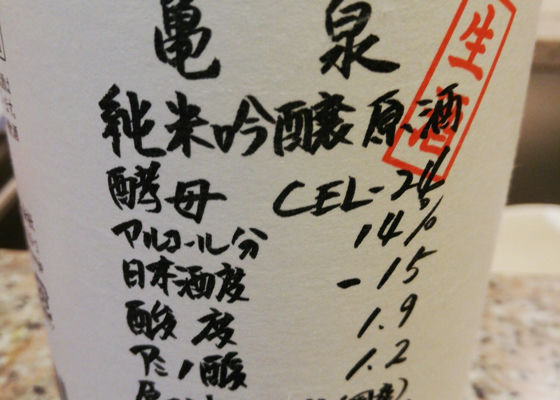 亀泉
純米吟醸原酒
生酒
酵母 CEL-24
アルコール分 14%
日本酒度 -15
酸度 1.9
アミノ酸 1.2